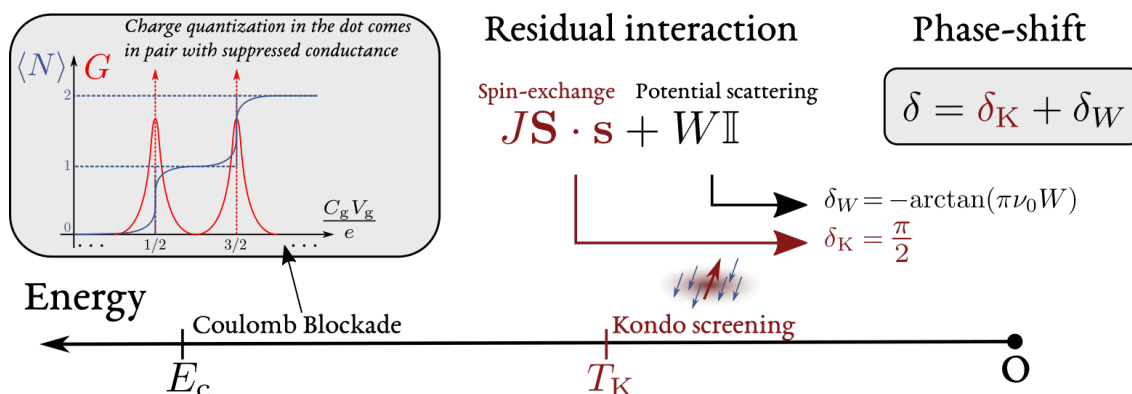 Charge quantization in the dot comes
in pair with suppressed conductance
⟨N⟩ G
2
1
0
. . . 1/2 3/2 . . .
C_g V_g / e
Residual interaction
Spin-exchange Potential scattering
J𝐒 · 𝐬 + W𝕀
Phase-shift
δ = δ_K + δ_W
δ_W = −arctan(πν₀W)
δ_K = π/2
Energy
Coulomb Blockade
Kondo screening
E_c T_K O